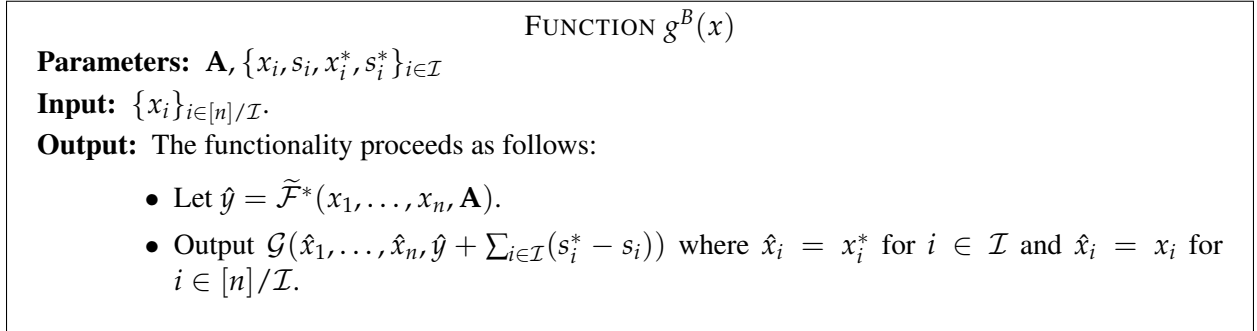 FUNCTION g^B(x)
Parameters: A, {x_i, s_i, x_i^*, s_i^*}_{i∈ℐ}
Input: {x_i}_{i∈[n]/ℐ}.
Output: The functionality proceeds as follows:
• Let ŷ = ℱ̃^*(x_1, . . . , x_n, A).
• Output 𝒢(x̂_1, . . . , x̂_n, ŷ + ∑_{i∈ℐ}(s_i^* − s_i)) where x̂_i = x_i^* for i ∈ ℐ and x̂_i = x_i for
i ∈ [n]/ℐ.